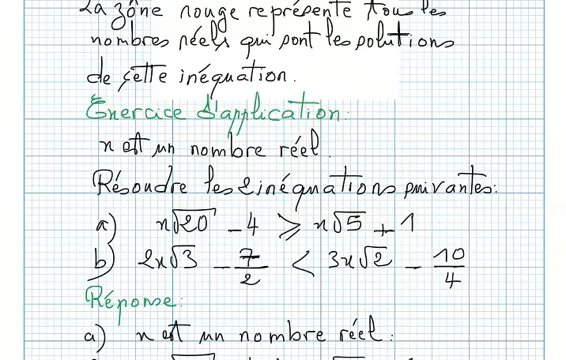 La zône rouge représente tous les
nombres réels qui sont les solutions
de cette inéquation.
Exercice d'application:
x est un nombre réel.
Résoudre les 2 inéquations suivantes:
a) x√20 - 4 ⩾ x√5 + 1
b) 2x√3 - 7/2 < 3x√2 - 10/4
Réponse:
a) x est un nombre réel: